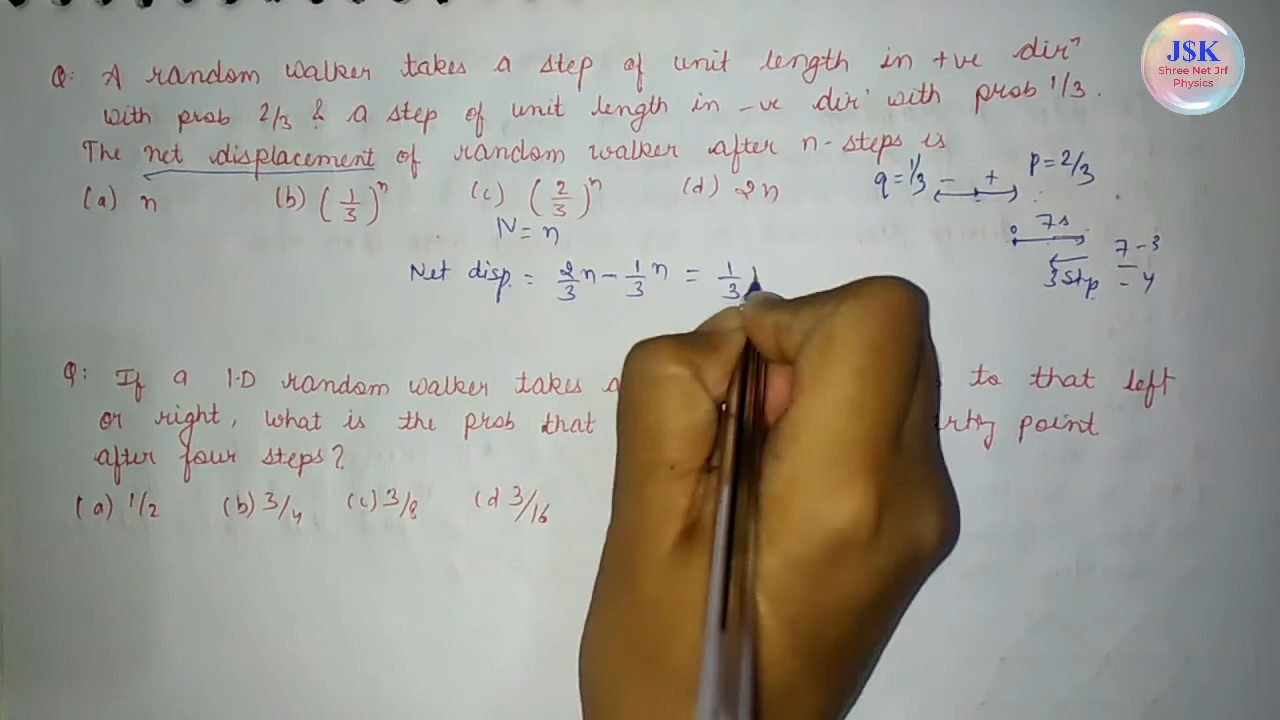 J$K
Shree Net Jrf
Physics
Q: A random walker takes a step of unit length in +ve dirⁿ
with prob 2/3 & a step of unit length in -ve dirⁿ with prob 1/3.
The net displacement of random walker after n-steps is
(a) n (b) (1/3)ⁿ (c) (2/3)ⁿ (d) 2n
q = 1/3 - + p = 2/3
N = n
0 7s
3 step
7-3
= 4
Net disp. = 2/3 n - 1/3 n = 1/3
Q: If a 1-D random walker takes a to that left
or right, what is the prob that point
after four steps?
(a) 1/2 (b) 3/4 (c) 3/8 (d 3/16